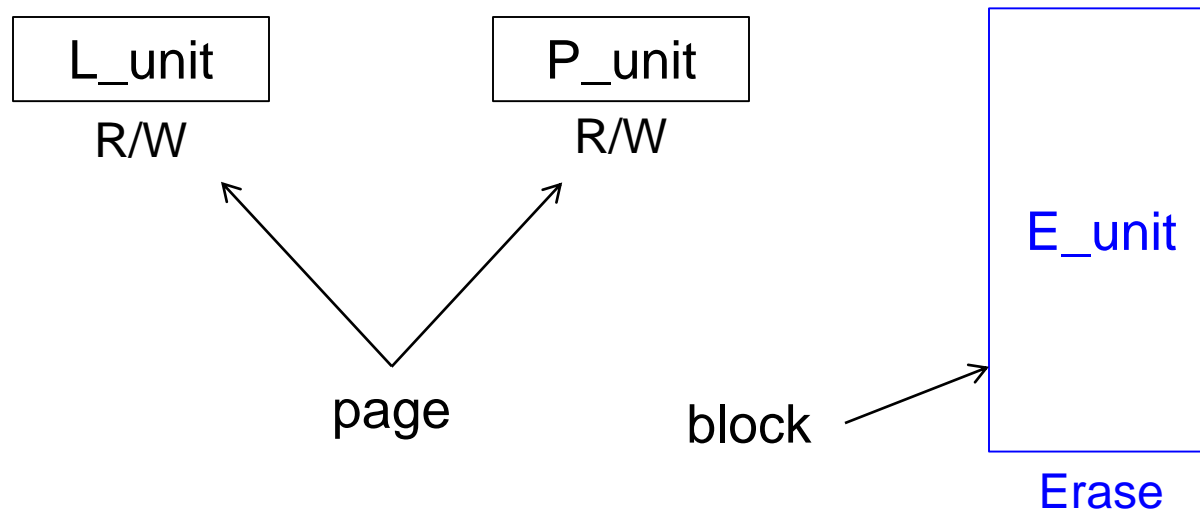 L_unit
P_unit
R/W
R/W
E_unit
page
block
Erase